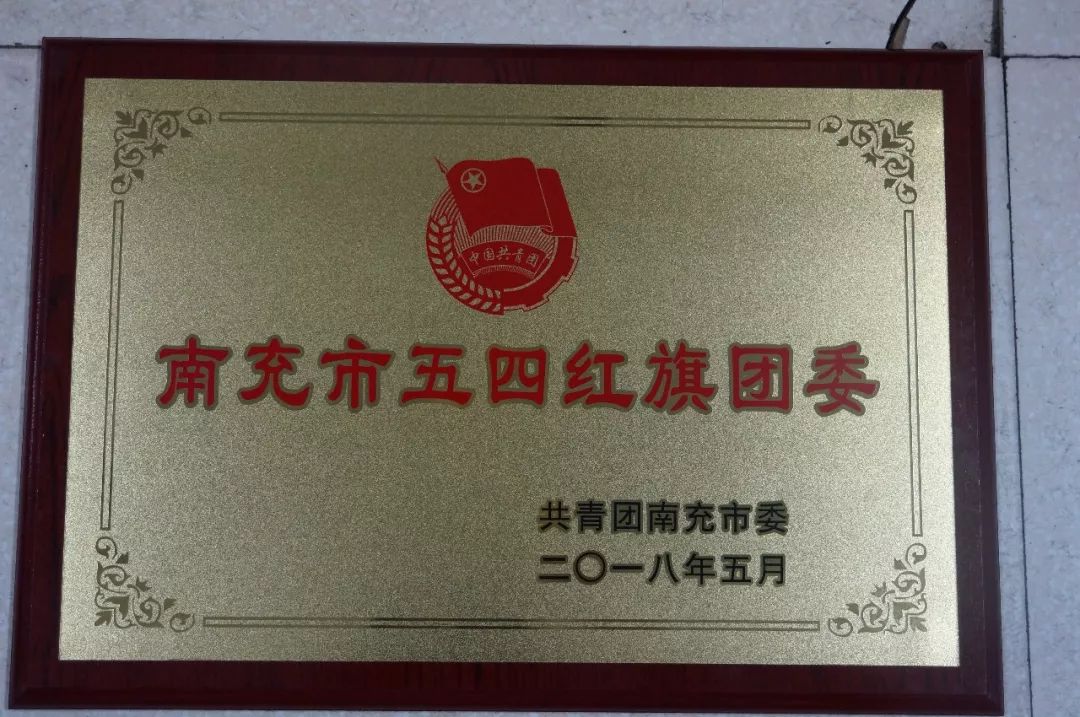 中国共青团
南充市五四红旗团委
共青团南充市委
二〇一八年五月